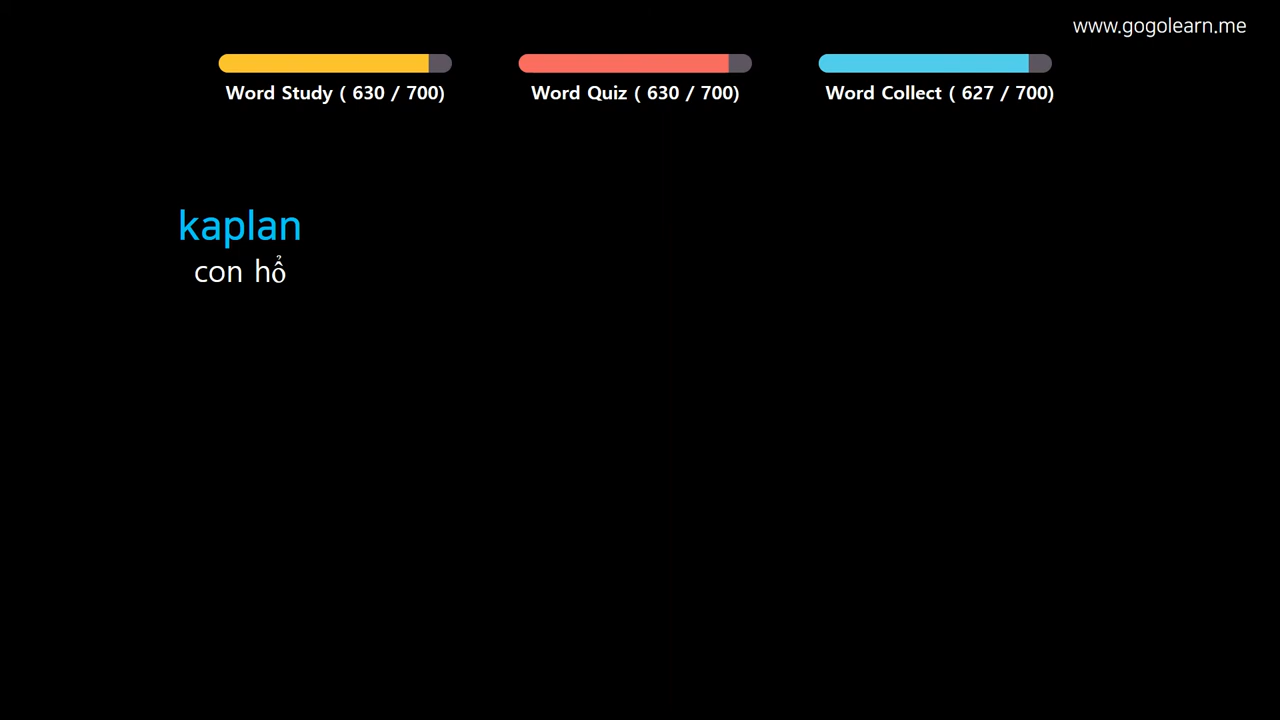 www.gogolearn.me
Word Study ( 630 / 700)
Word Quiz ( 630 / 700)
Word Collect ( 627 / 700)
kaplan
con hổ